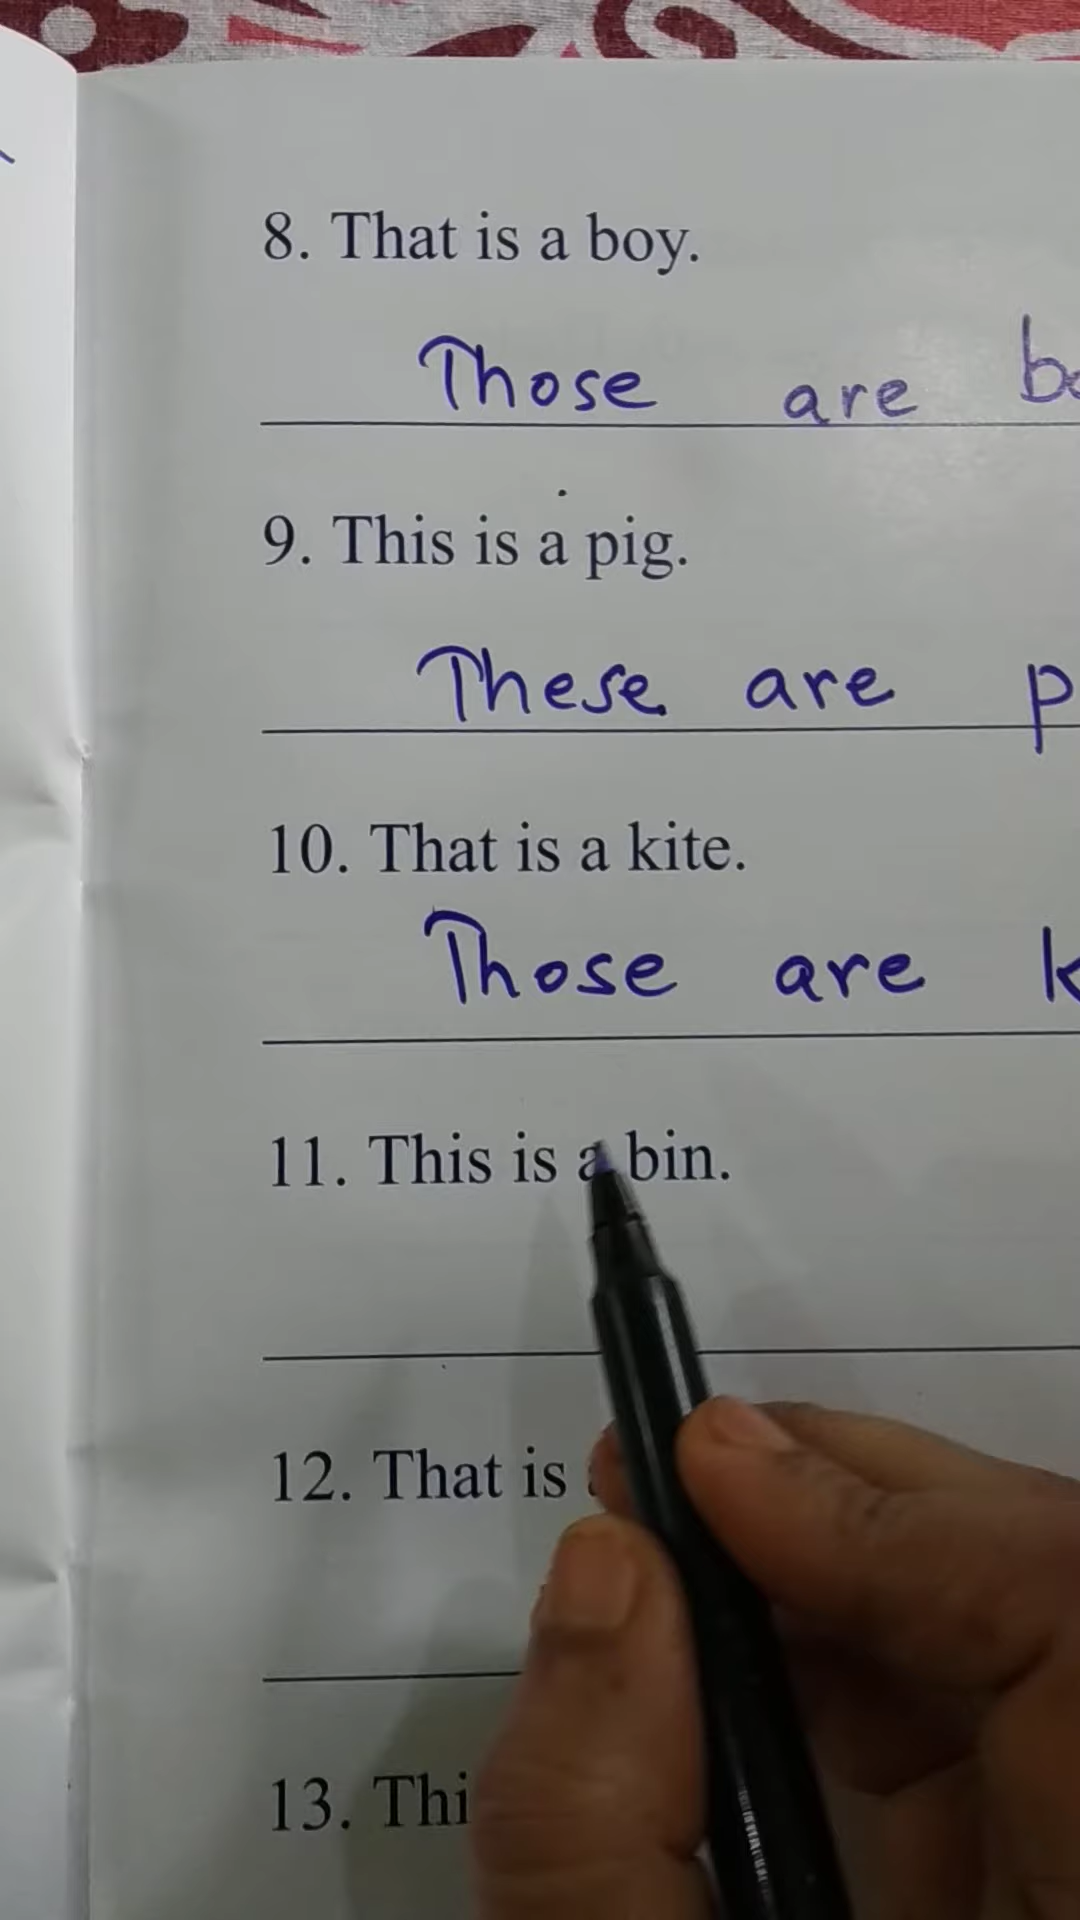 8. That is a boy.
Those are
9. This is a pig.
These are
10. That is a kite.
Those are
11. This is a bin.
12. That is
13.